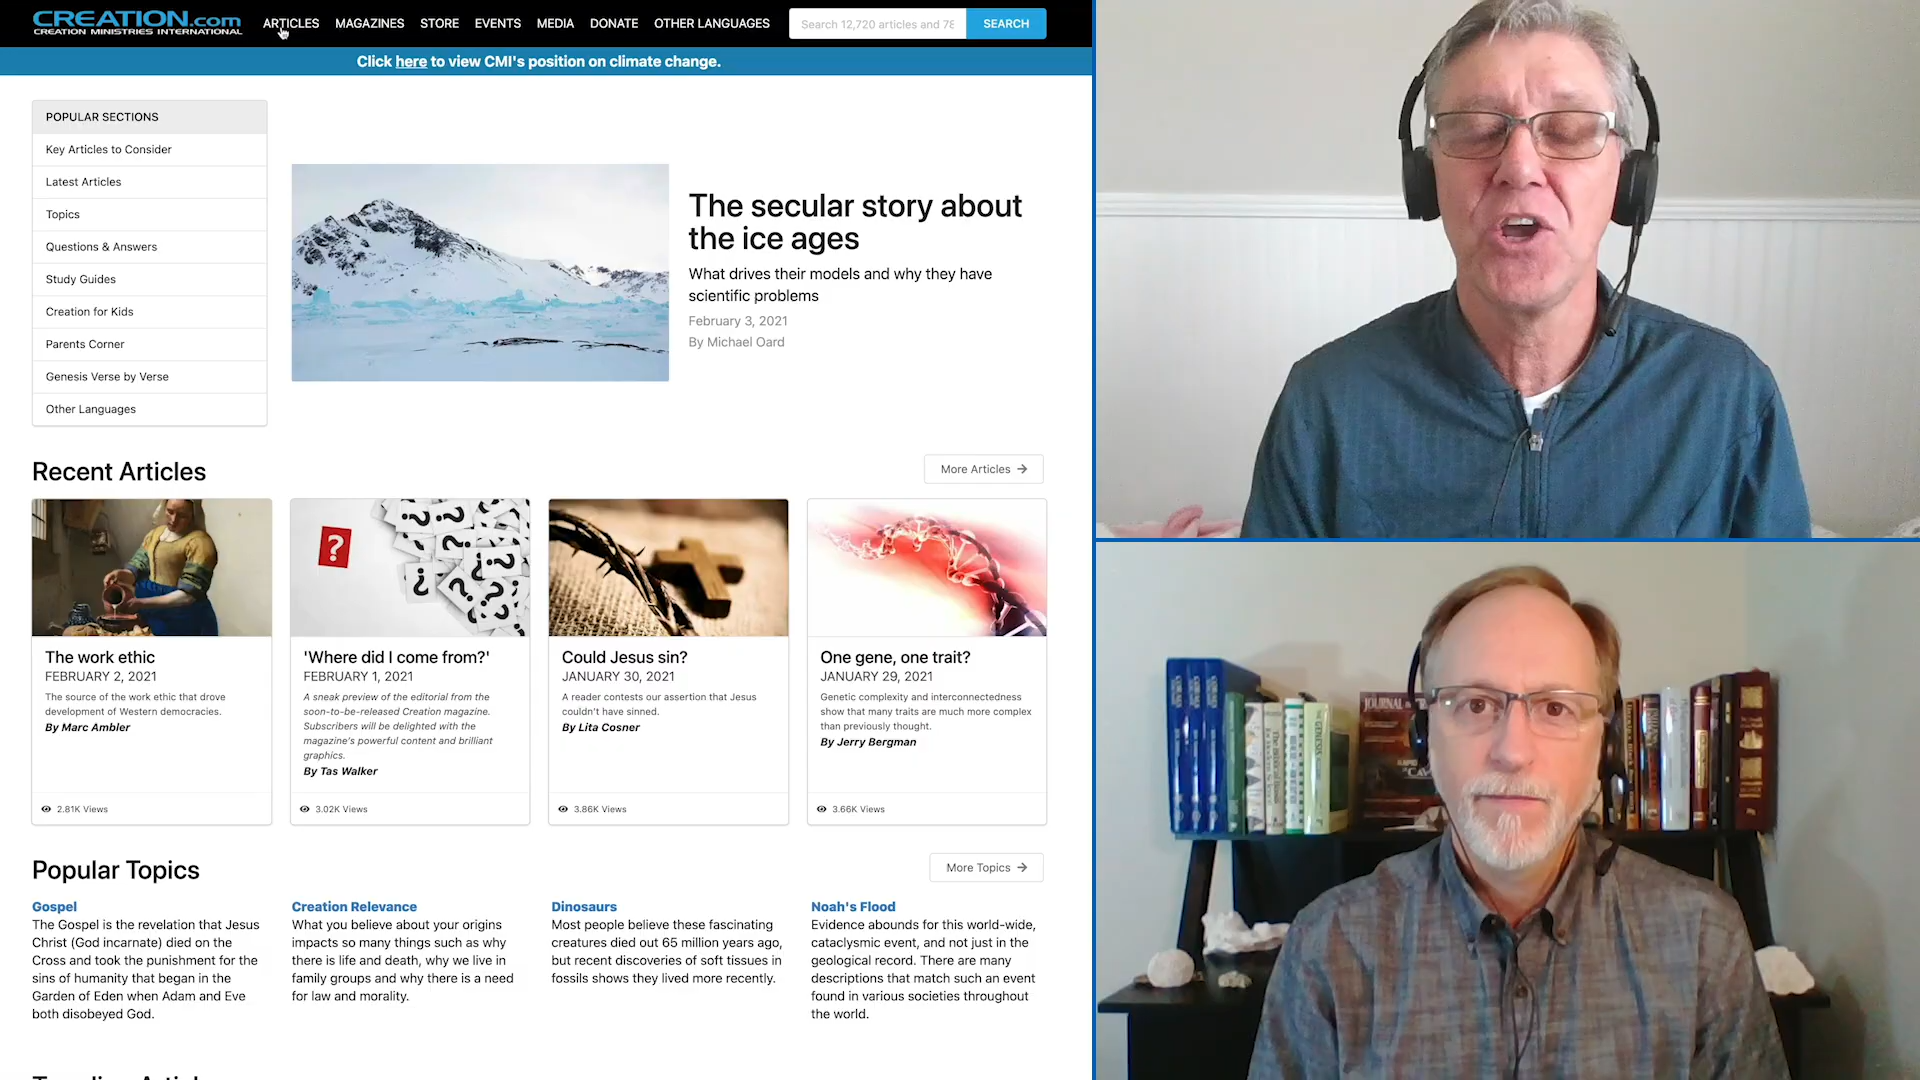 CREATION.com
CREATION MINISTRIES INTERNATIONAL
ARTICLES
MAGAZINES
STORE
EVENTS
MEDIA
DONATE
OTHER LANGUAGES
Search 12,720 articles and 78
SEARCH
Click here to view CMI's position on climate change.
POPULAR SECTIONS
Key Articles to Consider
Latest Articles
Topics
Questions & Answers
Study Guides
Creation for Kids
Parents Corner
Genesis Verse by Verse
Other Languages
The secular story about
the ice ages
What drives their models and why they have
scientific problems
February 3, 2021
By Michael Oard
Recent Articles
More Articles →
The work ethic
FEBRUARY 2, 2021
The source of the work ethic that drove
development of Western democracies.
By Marc Ambler
2.81K Views
?
'Where did I come from?'
FEBRUARY 1, 2021
A sneak preview of the editorial from the
soon-to-be-released Creation magazine.
Subscribers will be delighted with the
magazine's powerful content and brilliant
graphics.
By Tas Walker
3.02K Views
Could Jesus sin?
JANUARY 30, 2021
A reader contests our assertion that Jesus
couldn't have sinned.
By Lita Cosner
3.86K Views
One gene, one trait?
JANUARY 29, 2021
Genetic complexity and interconnectedness
show that many traits are much more complex
than previously thought.
By Jerry Bergman
3.66K Views
Popular Topics
More Topics →
Gospel
The Gospel is the revelation that Jesus
Christ (God incarnate) died on the
Cross and took the punishment for the
sins of humanity that began in the
Garden of Eden when Adam and Eve
both disobeyed God.
Creation Relevance
What you believe about your origins
impacts so many things such as why
there is life and death, why we live in
family groups and why there is a need
for law and morality.
Dinosaurs
Most people believe these fascinating
creatures died out 65 million years ago,
but recent discoveries of soft tissues in
fossils shows they lived more recently.
Noah's Flood
Evidence abounds for this world-wide,
cataclysmic event, and not just in the
geological record. There are many
descriptions that match such an event
found in various societies throughout
the world.
JOURNAL